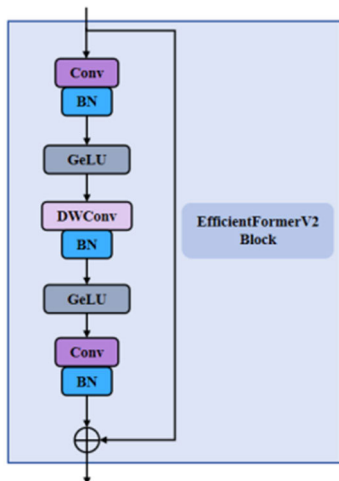 Conv
BN
GeLU
DWConv
BN
EfficientFormerV2
Block
GeLU
Conv
BN